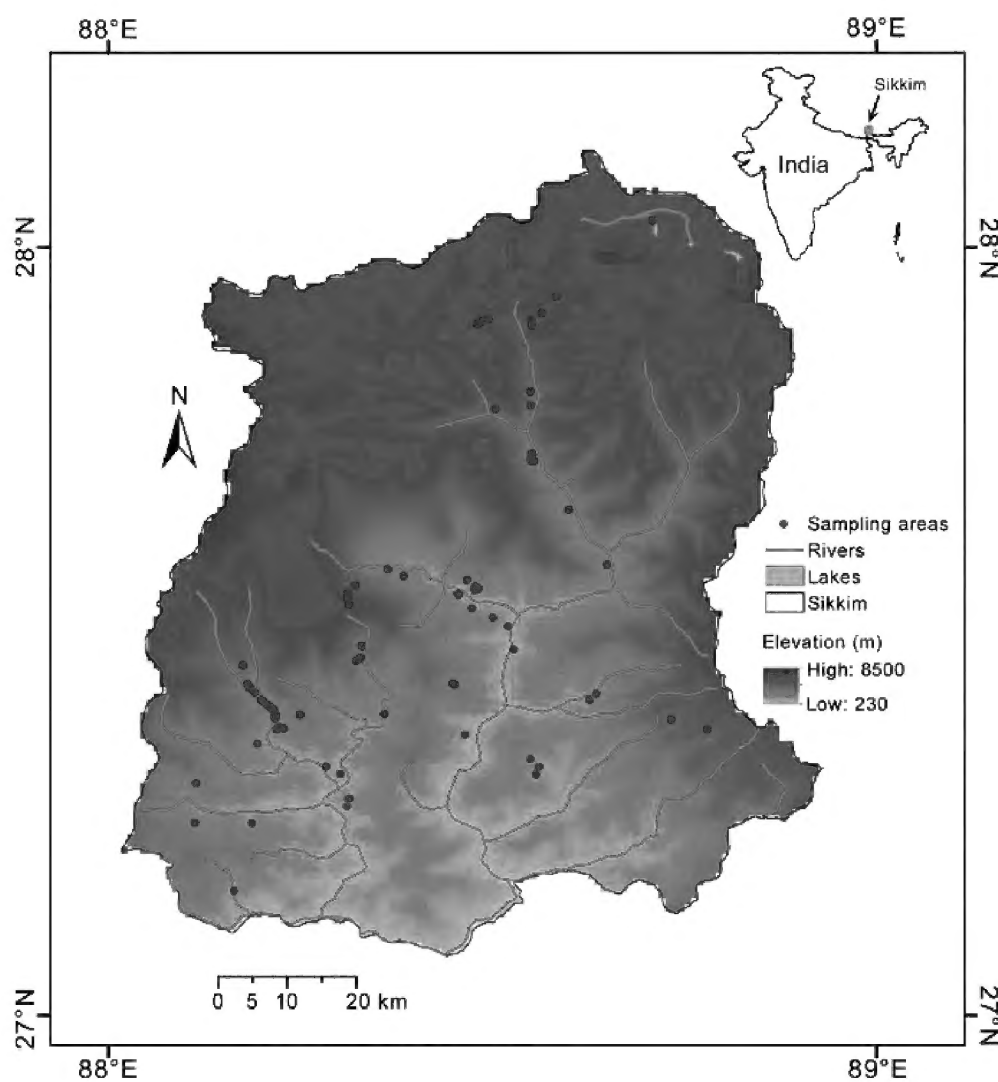 88°E
89°E
Sikkim
India
28°N
28°N
N
Sampling areas
Rivers
Lakes
Sikkim
Elevation (m)
High: 8500
Low: 230
0 5 10 20 km
27°N
27°N
88°E
89°E